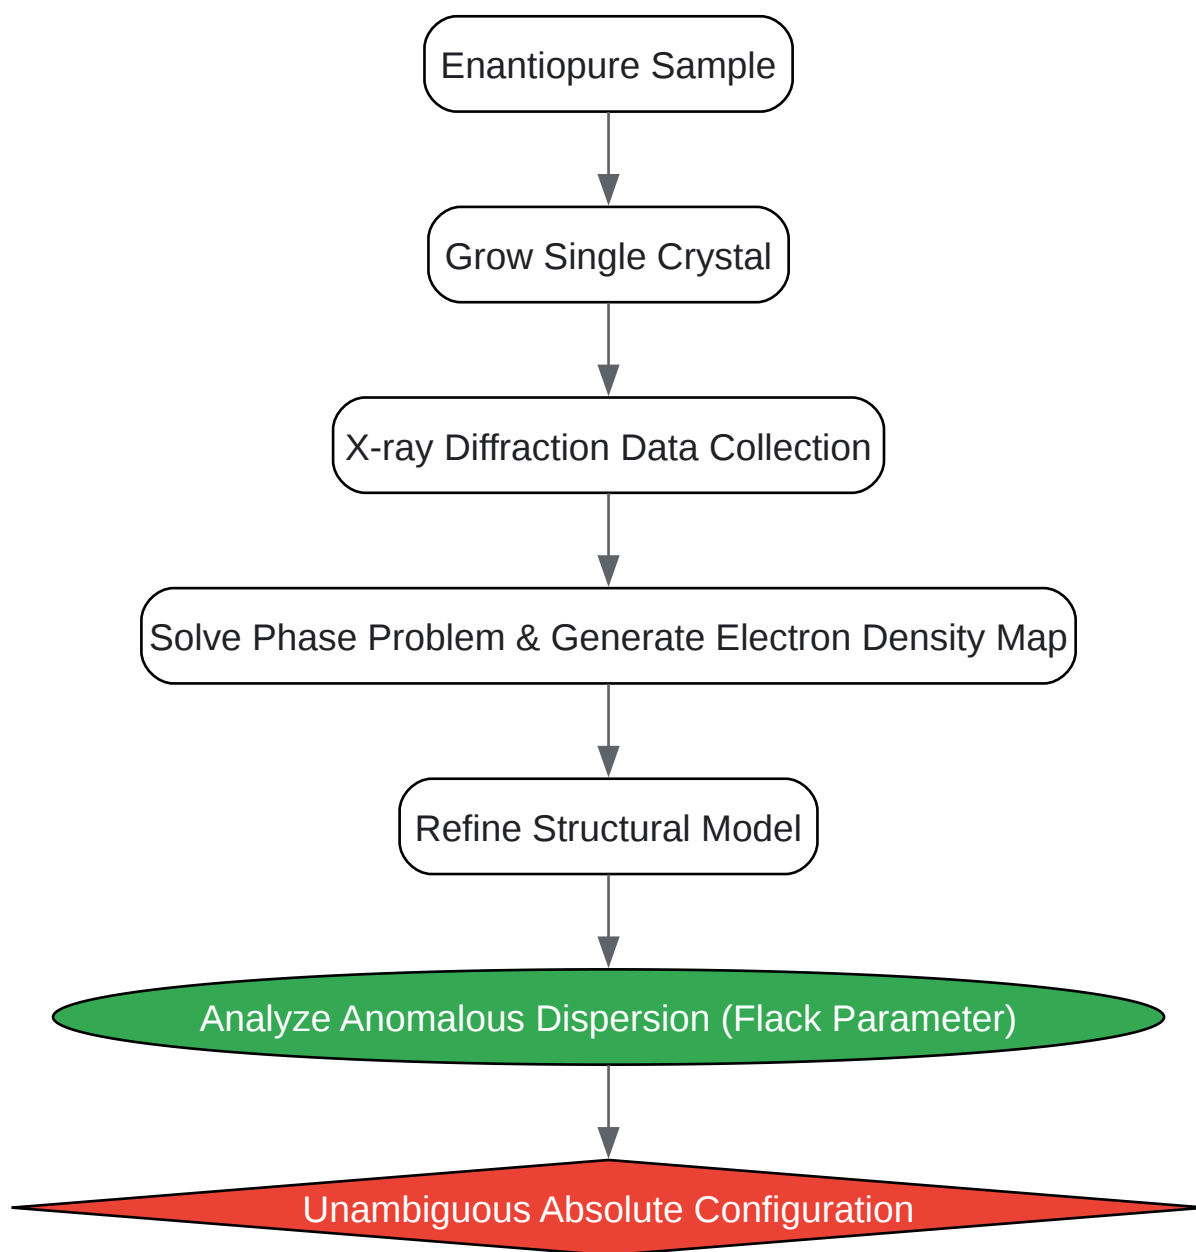 Enantiopure Sample
Grow Single Crystal
X-ray Diffraction Data Collection
Solve Phase Problem & Generate Electron Density Map
Refine Structural Model
Analyze Anomalous Dispersion (Flack Parameter)
Unambiguous Absolute Configuration